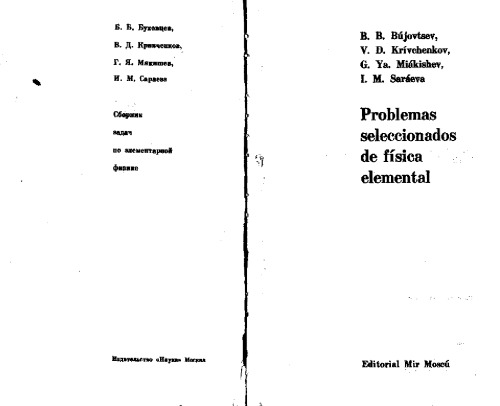 Б. Б. Буховцев,
В. Д. Кривченков,
Г. Я. Мякишев,
И. М. Сараева
Сборник
задач
по элементарной
физике
Издательство «Наука» Москва
B. B. Bújovtsev,
V. D. Krívchenkov,
G. Ya. Miákishev,
I. M. Saráeva
Problemas
seleccionados
de física
elemental
Editorial Mir Moscú